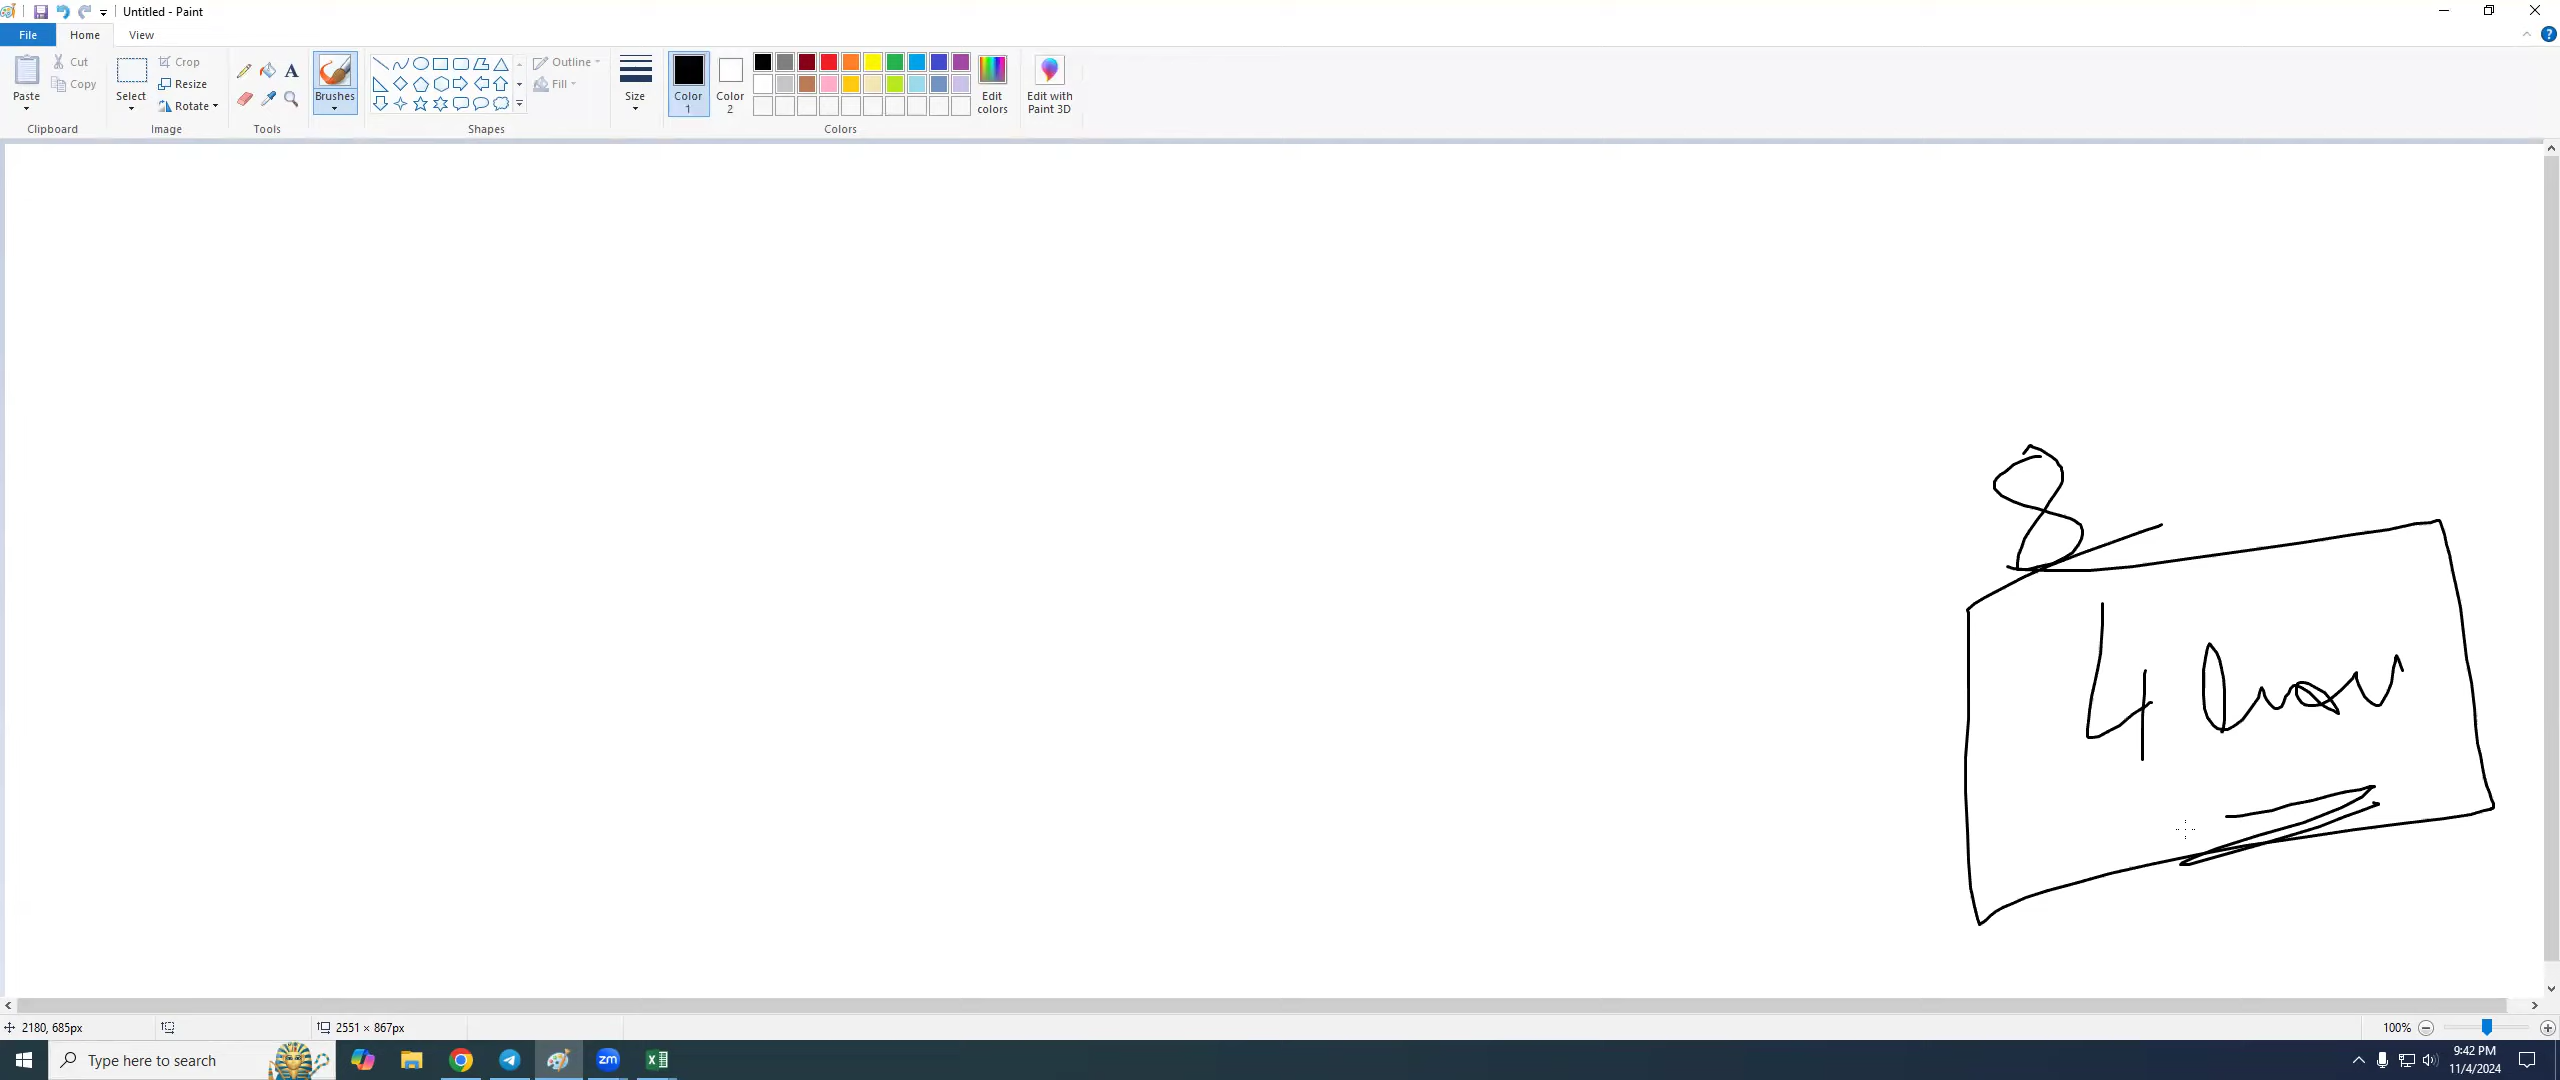 Untitled - Paint
File Home View
Paste Cut Copy Select Crop Resize Rotate Brushes Outline Fill Size Color 1 Color 2 Edit colors Edit with Paint 3D
Clipboard Image Tools Shapes Colors
8
4 hour
2180, 685px 2551 × 867px 100%
Type here to search zm 9:42 PM
11/4/2024